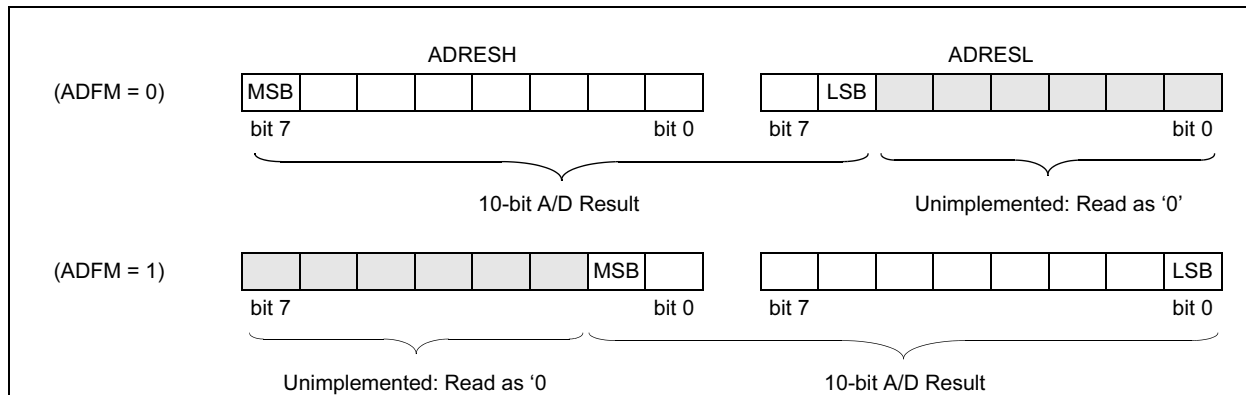 ADRESH ADRESL
(ADFM = 0) MSB LSB
bit 7 bit 0 bit 7 bit 0
10-bit A/D Result Unimplemented: Read as ‘0’
(ADFM = 1) MSB LSB
bit 7 bit 0 bit 7 bit 0
Unimplemented: Read as ‘0 10-bit A/D Result